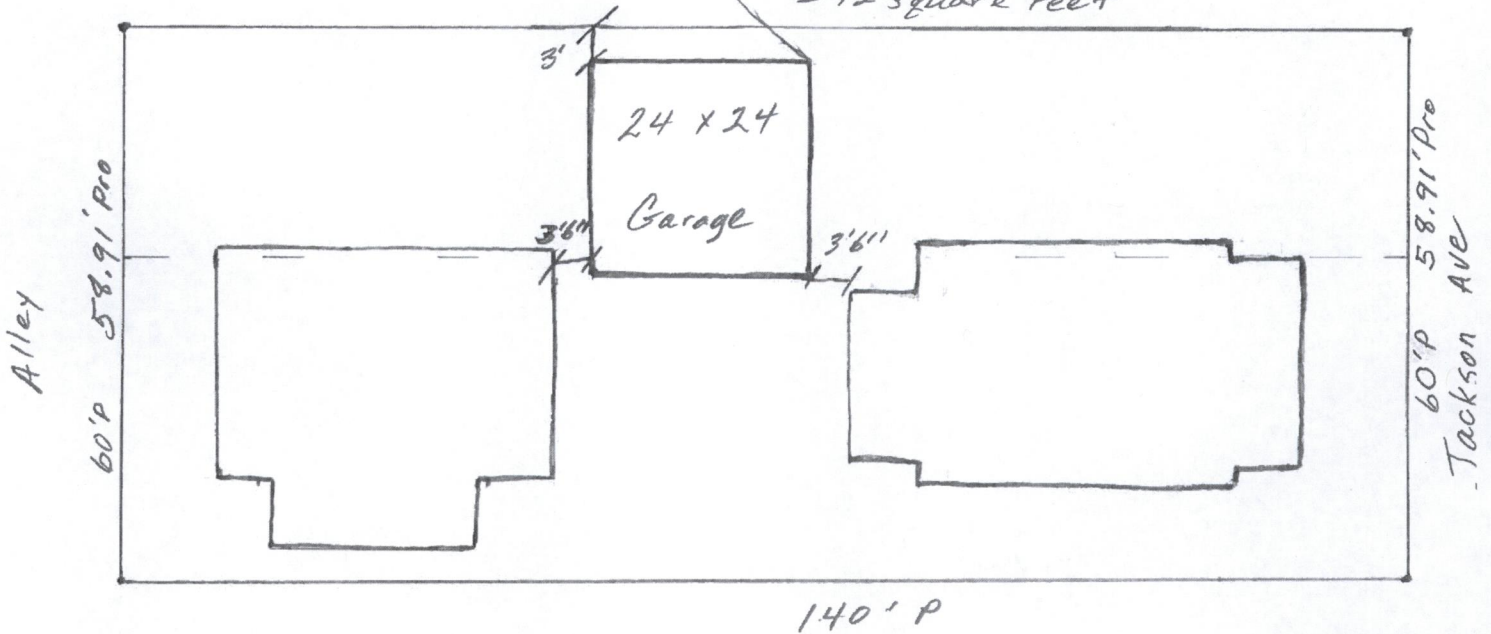 square Feet
3'
24 x 24
Garage
3'6"
3'6"
Alley
60'P 58.91' Pro
60'P 58.91' Pro
Jackson Ave
140' P